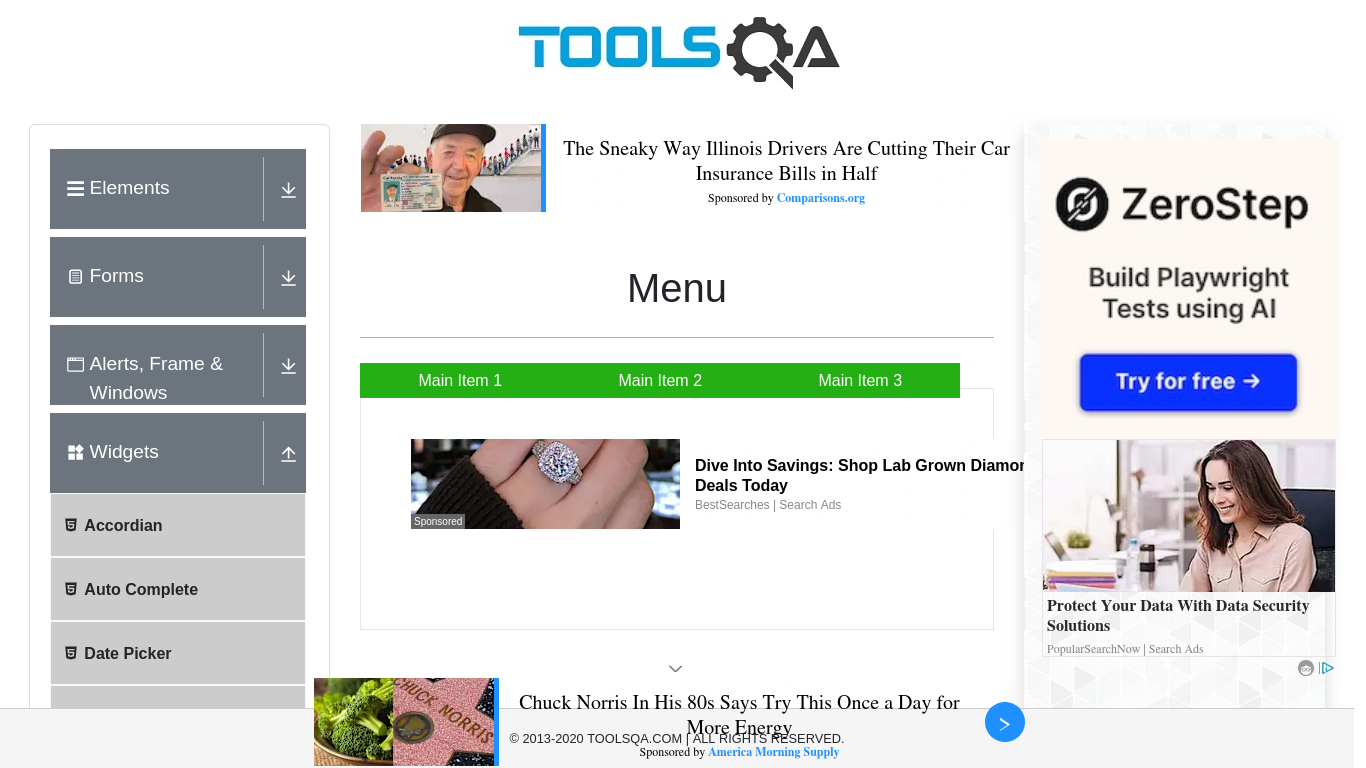 TOOLSQA
Elements
Forms
Alerts, Frame &
Windows
Widgets
Accordian
Auto Complete
Date Picker
The Sneaky Way Illinois Drivers Are Cutting Their Car
Insurance Bills in Half
Sponsored by Comparisons.org
Menu
Main Item 1
Main Item 2
Main Item 3
Sponsored
Dive Into Savings: Shop Lab Grown Diamon
Deals Today
BestSearches | Search Ads
ZeroStep
Build Playwright
Tests using AI
Try for free →
Protect Your Data With Data Security
Solutions
PopularSearchNow | Search Ads
CHUCK NORRIS
Chuck Norris In His 80s Says Try This Once a Day for
More Energy
© 2013-2020 TOOLSQA.COM | ALL RIGHTS RESERVED.
Sponsored by America Morning Supply